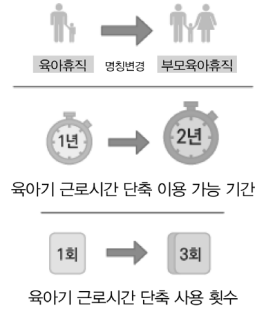 육아휴직 명칭변경 부모육아휴직
1년 2년
육아기 근로시간 단축 이용 가능 기간
1회 3회
육아기 근로시간 단축 사용 횟수